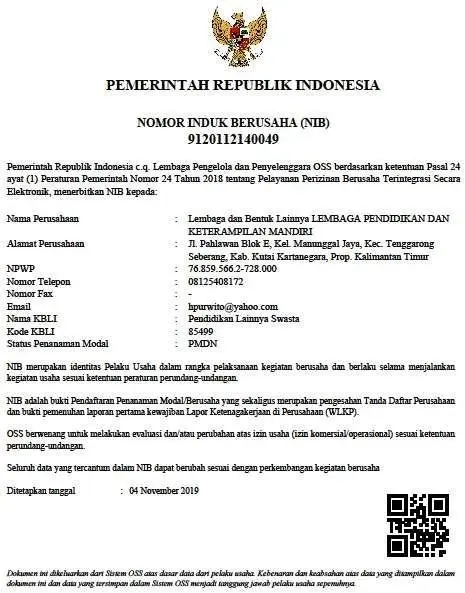 PEMERINTAH REPUBLIK INDONESIA
NOMOR INDUK BERUSAHA (NIB)
9120112140049
Pemerintah Republik Indonesia c.q. Lembaga Pengelola dan Penyelenggara OSS berdasarkan ketentuan Pasal 24
ayat (1) Peraturan Pemerintah Nomor 24 Tahun 2018 tentang Pelayanan Perizinan Berusaha Terintegrasi Secara
Elektronik, menerbitkan NIB kepada:
Nama Perusahaan : Lembaga dan Bentuk Lainnya LEMBAGA PENDIDIKAN DAN
KETERAMPILAN MANDIRI
Alamat Perusahaan : Jl. Pahlawan Blok E, Kel. Manunggal Jaya, Kec. Tenggarong
Seberang, Kab. Kutai Kartanegara, Prop. Kalimantan Timur
NPWP : 76.859.566.2-728.000
Nomor Telepon : 08125408172
Nomor Fax : -
Email : hpurwito@yahoo.com
Nama KBLI : Pendidikan Lainnya Swasta
Kode KBLI : 85499
Status Penanaman Modal : PMDN
NIB merupakan identitas Pelaku Usaha dalam rangka pelaksanaan kegiatan berusaha dan berlaku selama menjalankan
kegiatan usaha sesuai ketentuan peraturan perundang-undangan.
NIB adalah bukti Pendaftaran Penanaman Modal/Berusaha yang sekaligus merupakan pengesahan Tanda Daftar Perusahaan
dan bukti pemenuhan laporan pertama kewajiban Lapor Ketenagakerjaan di Perusahaan (WLKP).
OSS berwenang untuk melakukan evaluasi dan/atau perubahan atas izin usaha (izin komersial/operasional) sesuai ketentuan
perundang-undangan.
Seluruh data yang tercantum dalam NIB dapat berubah sesuai dengan perkembangan kegiatan berusaha
Ditetapkan tanggal : 04 November 2019
Dokumen ini dikeluarkan dari Sistem OSS atas dasar data dari pelaku usaha. Kebenaran dan keabsahan atas data yang ditampilkan dalam
dokumen ini dan data yang tersimpan dalam Sistem OSS menjadi tanggung jawab pelaku usaha sepenuhnya.